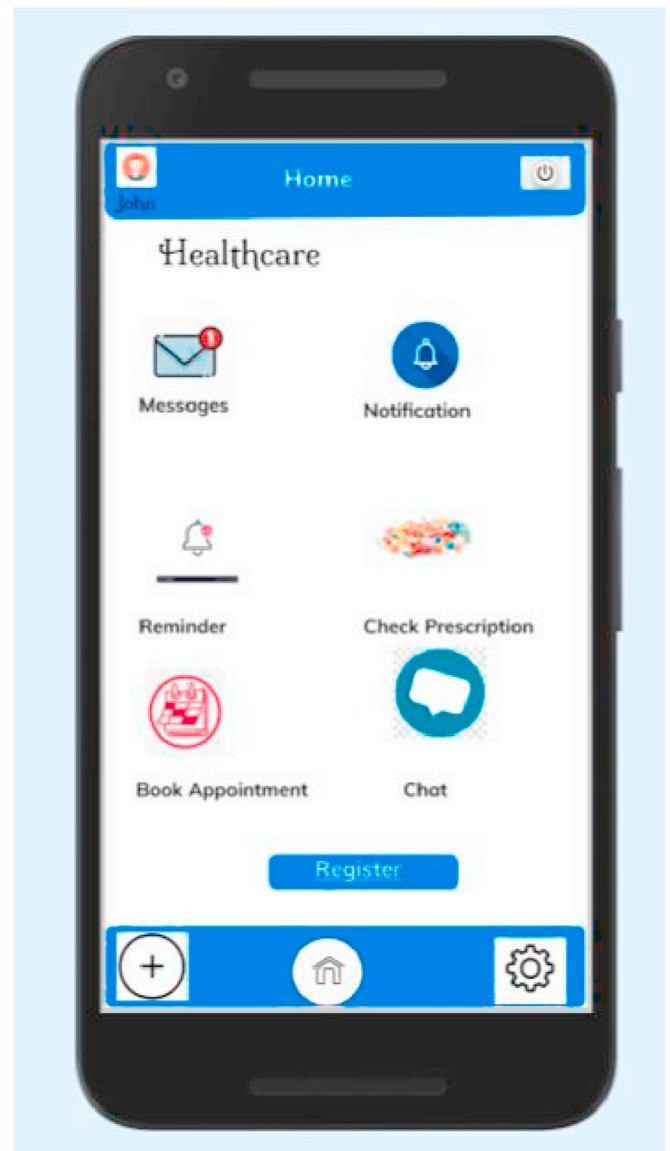 Home
John
Healthcare
1
Messages
Notification
Reminder
Check Prescription
Book Appointment
Chat
Register